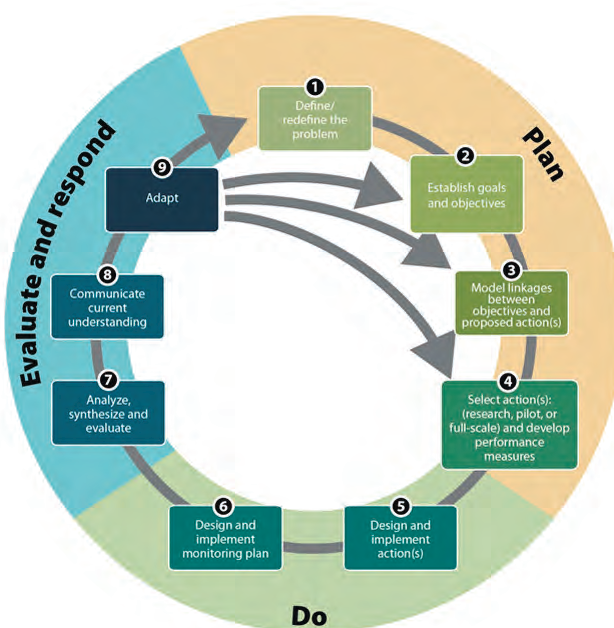 Plan
1
Define/
redefine the
problem
2
Establish goals
and objectives
3
Model linkages
between
objectives and
proposed action(s)
4
Select action(s):
(research, pilot, or
full-scale) and develop
performance
measures
Do
5
Design and
implement
action(s)
6
Design and
implement
monitoring plan
Evaluate and respond
7
Analyze,
synthesize and
evaluate
8
Communicate
current
understanding
9
Adapt